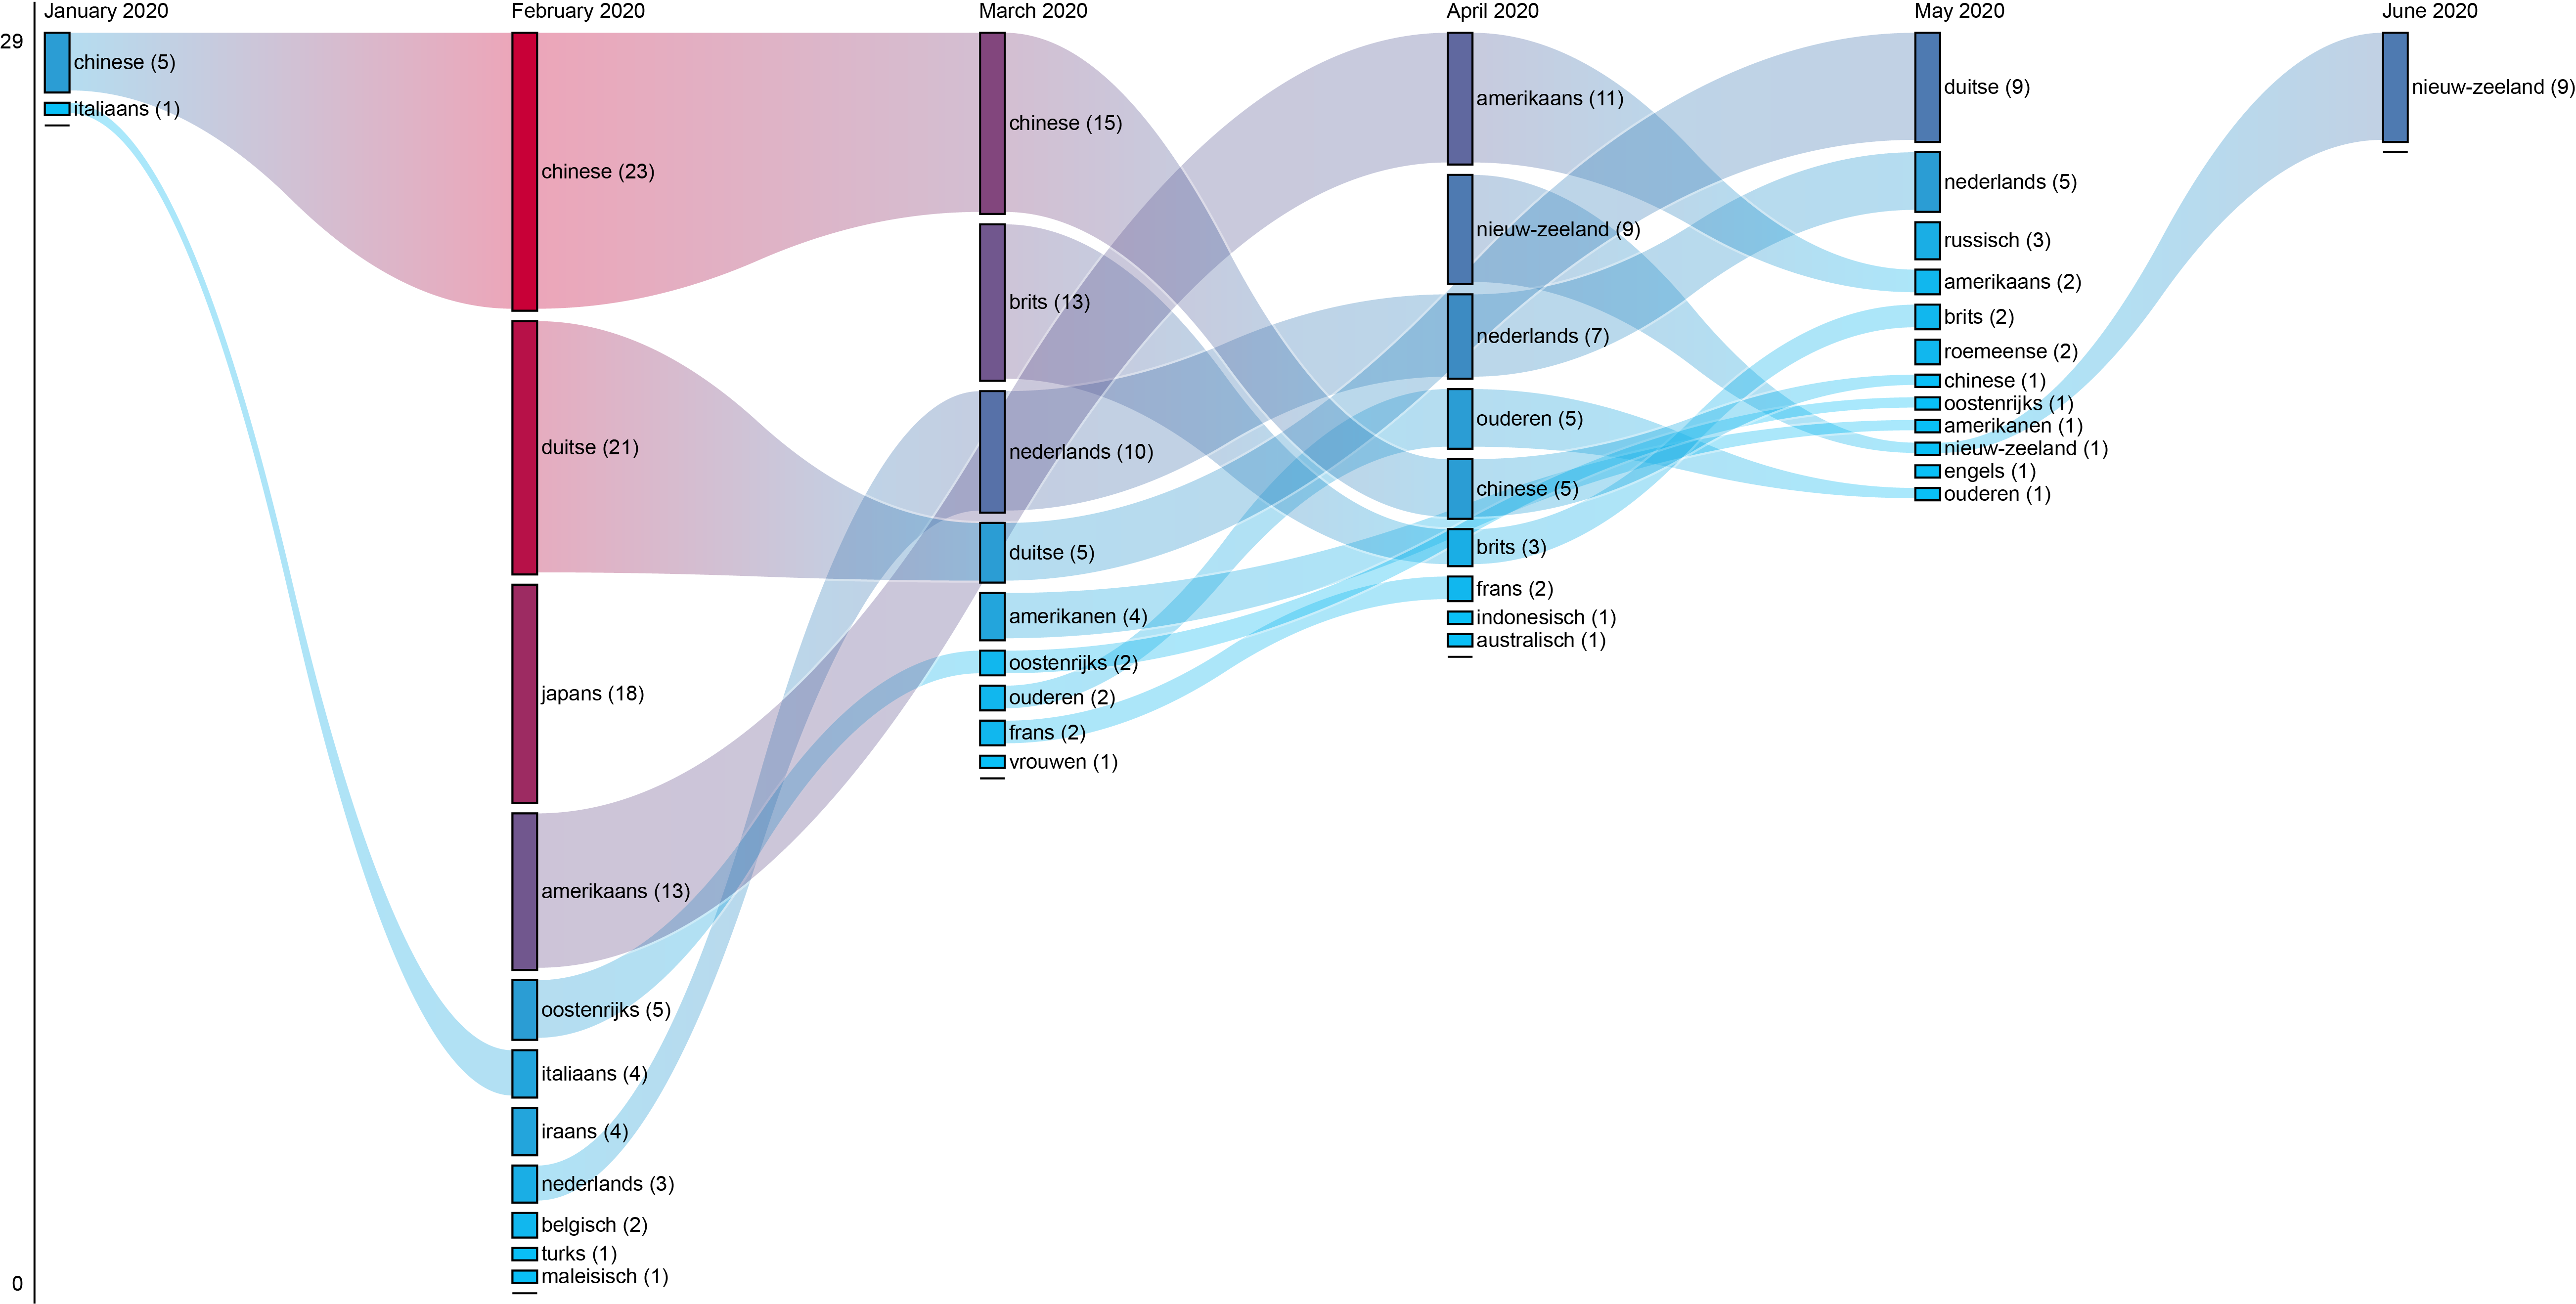 January 2020
February 2020
March 2020
April 2020
May 2020
June 2020
29
0
chinese (5)
italiaans (1)
chinese (23)
duitse (21)
japans (18)
amerikaans (13)
oostenrijks (5)
italiaans (4)
iraans (4)
nederlands (3)
belgisch (2)
turks (1)
maleisisch (1)
chinese (15)
brits (13)
nederlands (10)
duitse (5)
amerikanen (4)
oostenrijks (2)
ouderen (2)
frans (2)
vrouwen (1)
amerikaans (11)
nieuw-zeeland (9)
nederlands (7)
ouderen (5)
chinese (5)
brits (3)
frans (2)
indonesisch (1)
australisch (1)
duitse (9)
nederlands (5)
russisch (3)
amerikaans (2)
brits (2)
roemeense (2)
chinese (1)
oostenrijks (1)
amerikanen (1)
nieuw-zeeland (1)
engels (1)
ouderen (1)
nieuw-zeeland (9)